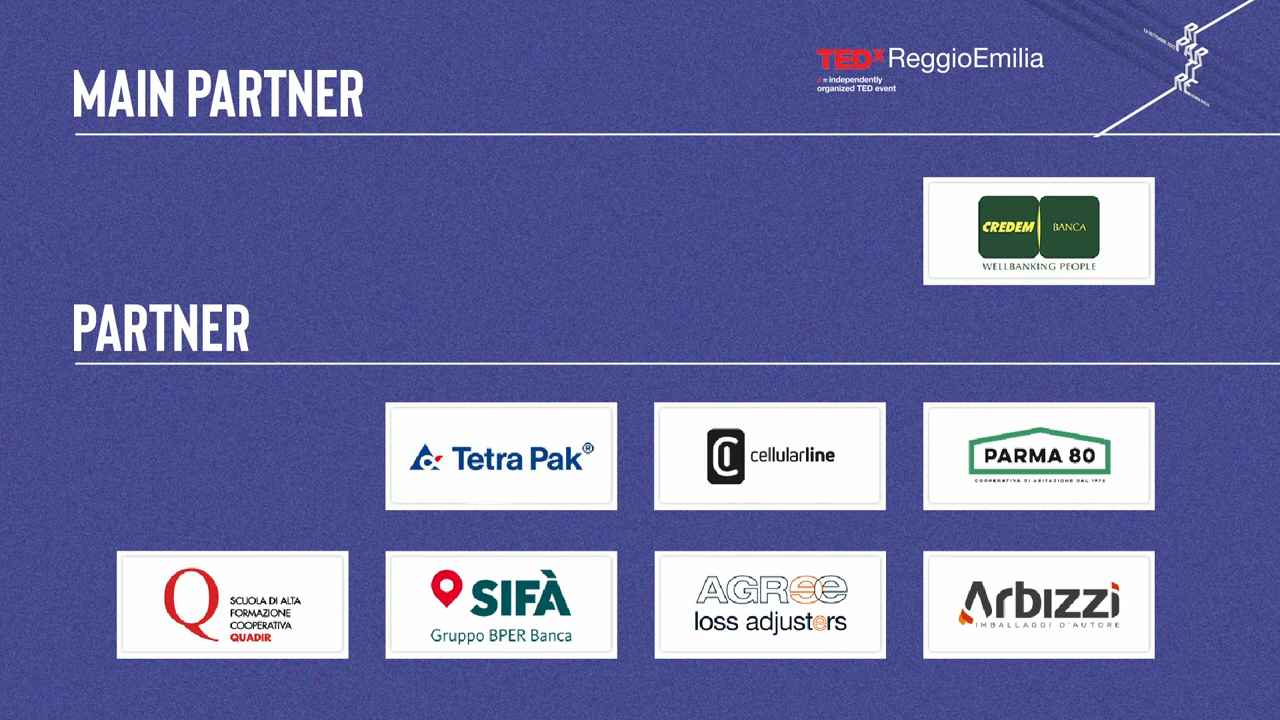 MAIN PARTNER
TEDxReggioEmilia
x = independently
organized TED event
CREDEM BANCA
WELLBANKING PEOPLE
PARTNER
Tetra Pak®
cellularline
PARMA 80
COOPERATIVA DI ABITAZIONE DAL 1970
Q
SCUOLA DI ALTA
FORMAZIONE
COOPERATIVA
QUADIR
SIFÀ
Gruppo BPER Banca
AGREE
loss adjusters
Arbizzi
IMBALLAGGI D'AUTORE